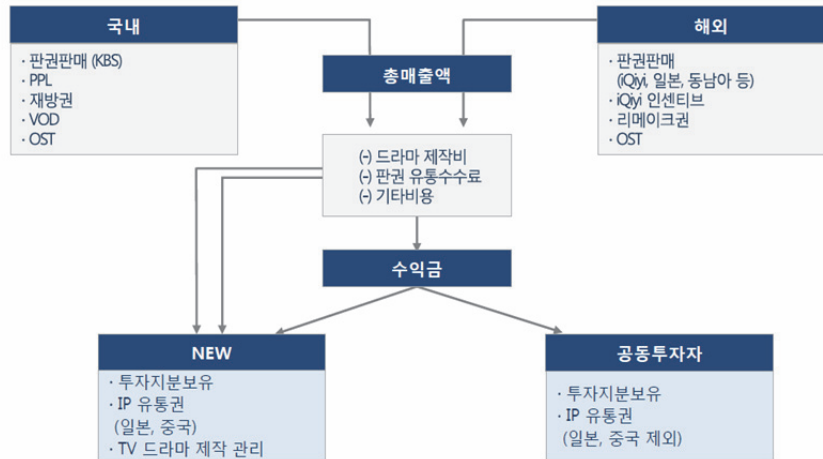 국내
· 판권판매 (KBS)
· PPL
· 재방권
· VOD
· OST
해외
· 판권판매
(iQiyi, 일본, 동남아 등)
· iQiyi 인센티브
· 리메이크권
· OST
총매출액
(-) 드라마 제작비
(-) 판권 유통수수료
(-) 기타비용
수익금
NEW
· 투자지분보유
· IP 유통권
(일본, 중국)
· TV 드라마 제작 관리
공동투자자
· 투자지분보유
· IP 유통권
(일본, 중국 제외)